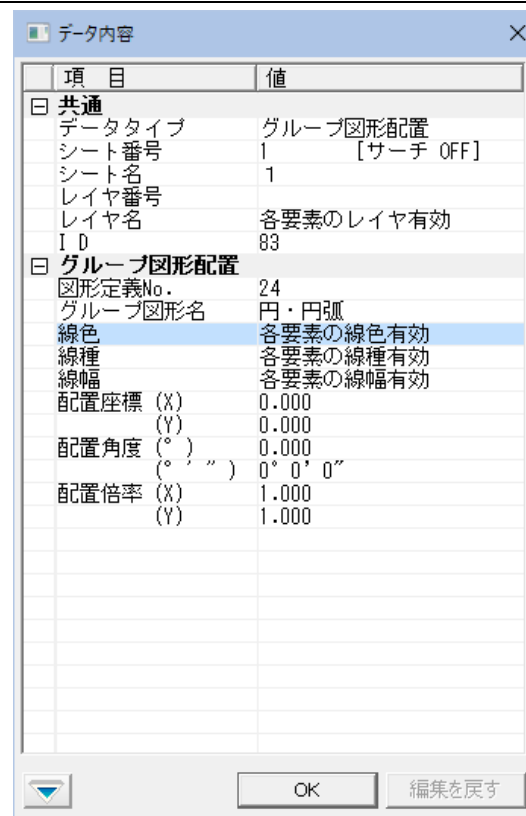 データ内容
項　目 値
共通
データタイプ グループ図形配置
シート番号 1 [サーチ OFF]
シート名 1
レイヤ番号
レイヤ名 各要素のレイヤ有効
I D 83
グループ図形配置
図形定義No. 24
グループ図形名 円・円弧
線色 各要素の線色有効
線種 各要素の線種有効
線幅 各要素の線幅有効
配置座標 (X) 0.000
(Y) 0.000
配置角度 (° ) 0.000
(° ′ ″ ) 0° 0′ 0″
配置倍率 (X) 1.000
(Y) 1.000
OK 編集を戻す